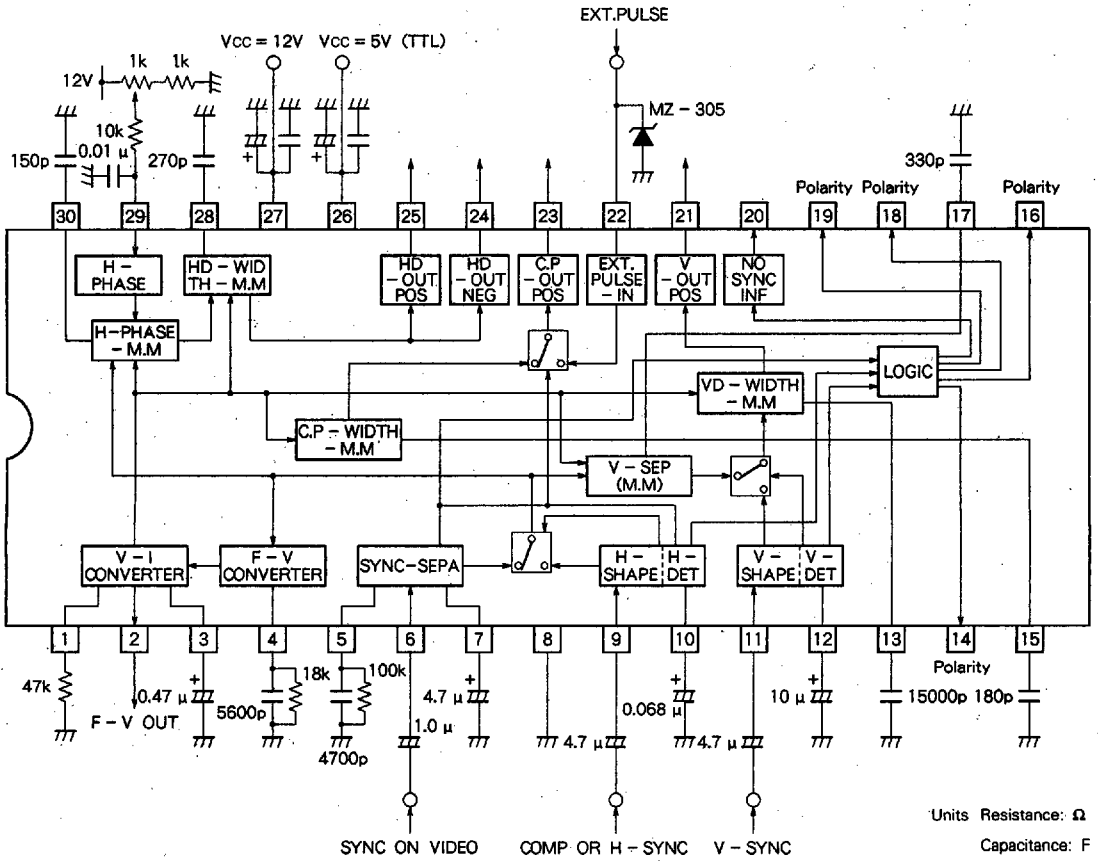 EXT.PULSE
VCC = 12V VCC = 5V (TTL)
1k 1k
12V
MZ - 305
10k
0.01 μ
150p
270p
+
+
330p
Polarity Polarity
Polarity
30 29 28 27 26 25 24 23 22 21 20 19 18 17 16
H -
PHASE
HD - WID
TH - M.M
HD
- OUT
POS
HD
- OUT
NEG
C.P
- OUT
POS
EXT.
PULSE
- IN
V
- OUT
POS
NO
SYNC
INF
H-PHASE
- M.M
LOGIC
VD - WIDTH
- M.M
C.P - WIDTH
- M.M
V - SEP
(M.M)
V - I
CONVERTER
F - V
CONVERTER
SYNC-SEPA
H -
SHAPE
H -
DET
V -
SHAPE
V -
DET
1 2 3 4 5 6 7 8 9 10 11 12 13 14 15
Polarity
47k
F - V OUT
+
0.47 μ
18k
5600p
100k
4700p
1.0 μ
+
4.7 μ
4.7 μ
+
0.068 μ
4.7 μ
+
10 μ
15000p
180p
SYNC ON VIDEO COMP OR H - SYNC V - SYNC
Units Resistance: Ω
Capacitance: F